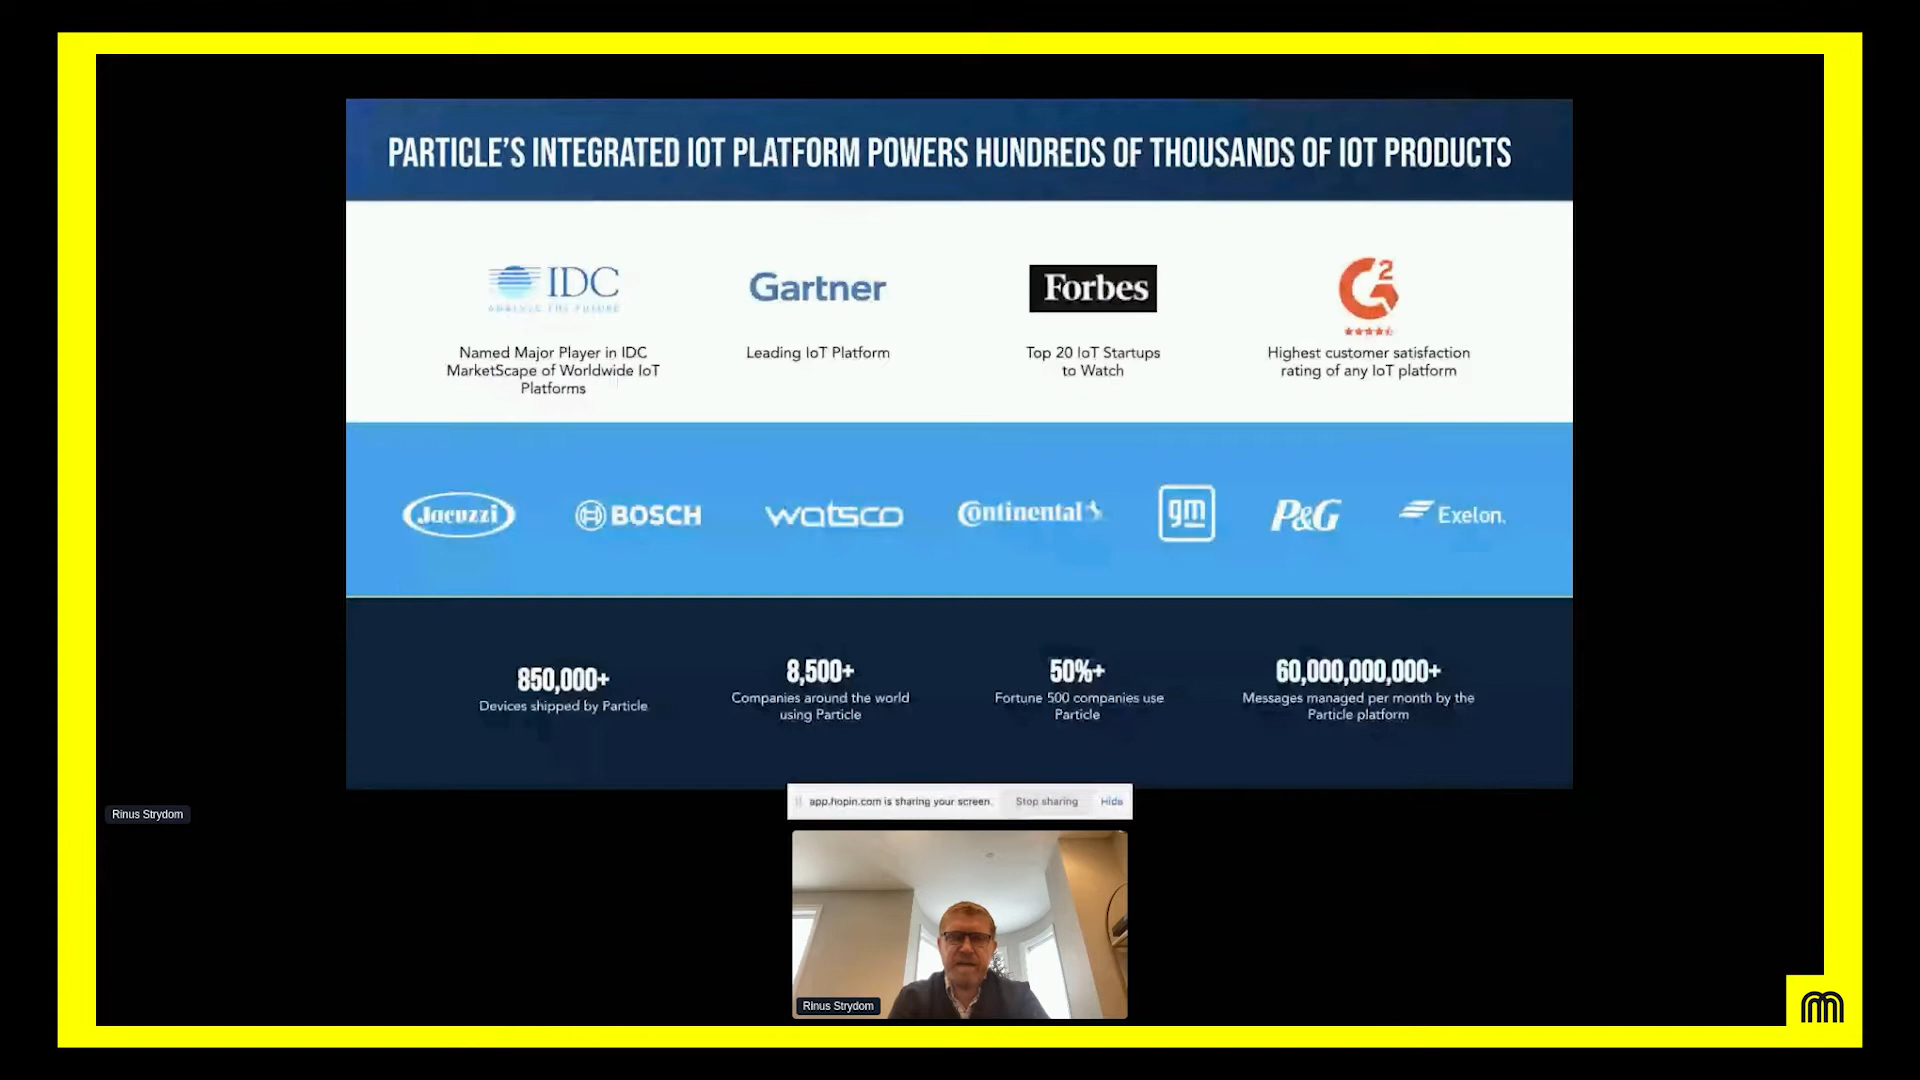 PARTICLE'S INTEGRATED IOT PLATFORM POWERS HUNDREDS OF THOUSANDS OF IOT PRODUCTS
IDC
ANALYZE THE FUTURE
Named Major Player in IDC
MarketScape of Worldwide IoT
Platforms
Gartner
Leading IoT Platform
Forbes
Top 20 IoT Startups
to Watch
G2
Highest customer satisfaction
rating of any IoT platform
Jacuzzi
BOSCH
watsco
Continental
gm
P&G
Exelon.
850,000+
Devices shipped by Particle
8,500+
Companies around the world
using Particle
50%+
Fortune 500 companies use
Particle
60,000,000,000+
Messages managed per month by the
Particle platform
app.hopin.com is sharing your screen.
Stop sharing
Hide
Rinus Strydom
Rinus Strydom